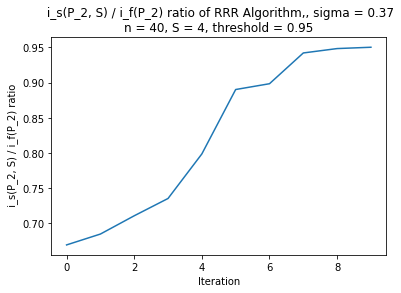 i_s(P_2, S) / i_f(P_2) ratio of RRR Algorithm,, sigma = 0.37
n = 40, S = 4, threshold = 0.95
i_s(P_2, S) / i_f(P_2) ratio
0.95
0.90
0.85
0.80
0.75
0.70
0 2 4 6 8
Iteration